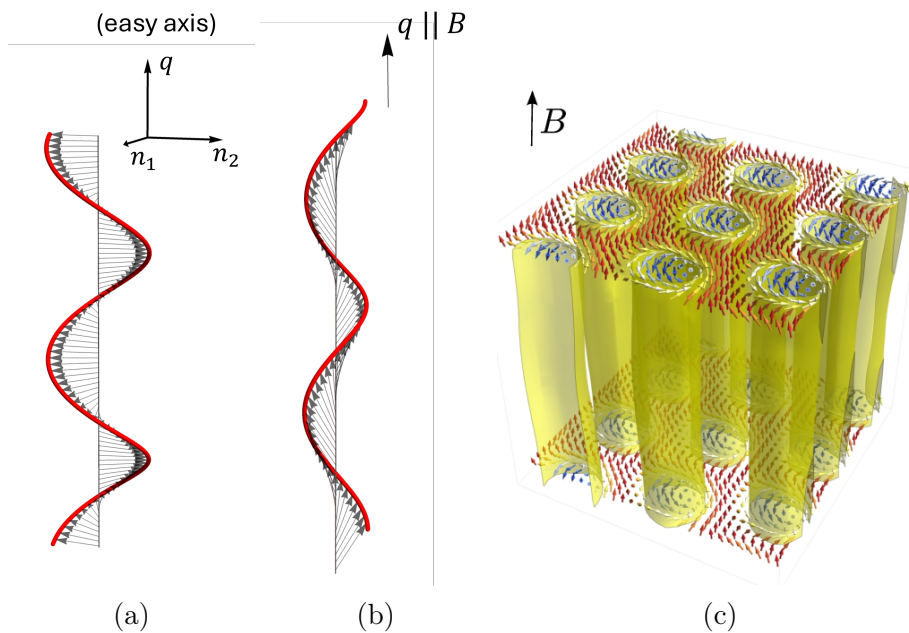 (easy axis)
q
n₁
n₂
q || B
B
(a)
(b)
(c)